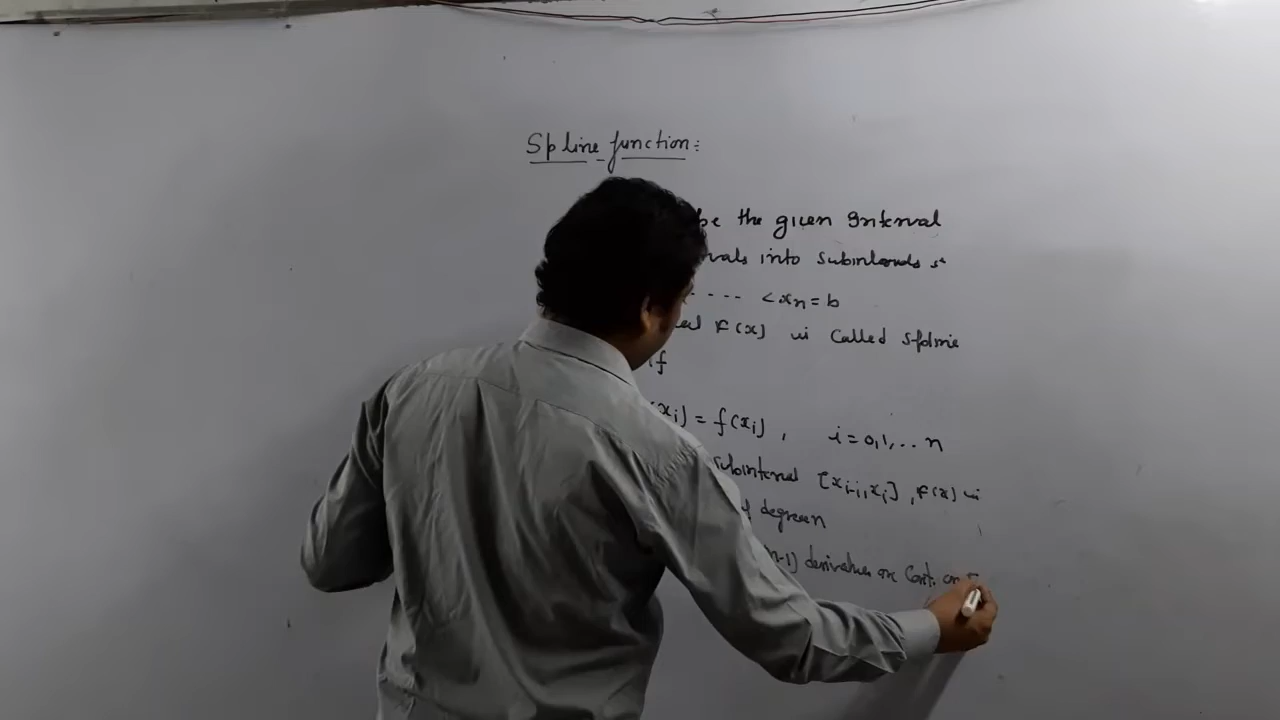 Spline function:
be the given Interval
vals into subintervals s
---- < xn = b
F(x) is called spline
if
(xi) = f(xi), i = 0,1,.. n
subinterval [xi-1, xi], F(x) is
degree n
(n-1) derivatives are Cont. on